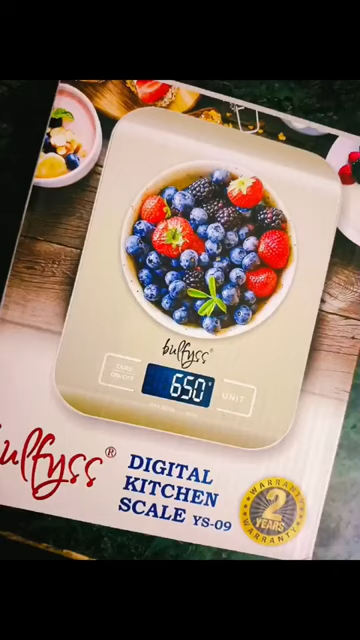 bulfyss®
TARE
ON/OFF
650
UNIT
ulfyss®
DIGITAL
KITCHEN
SCALE YS-09
WARRANTY
2
YEARS
WARRANTY